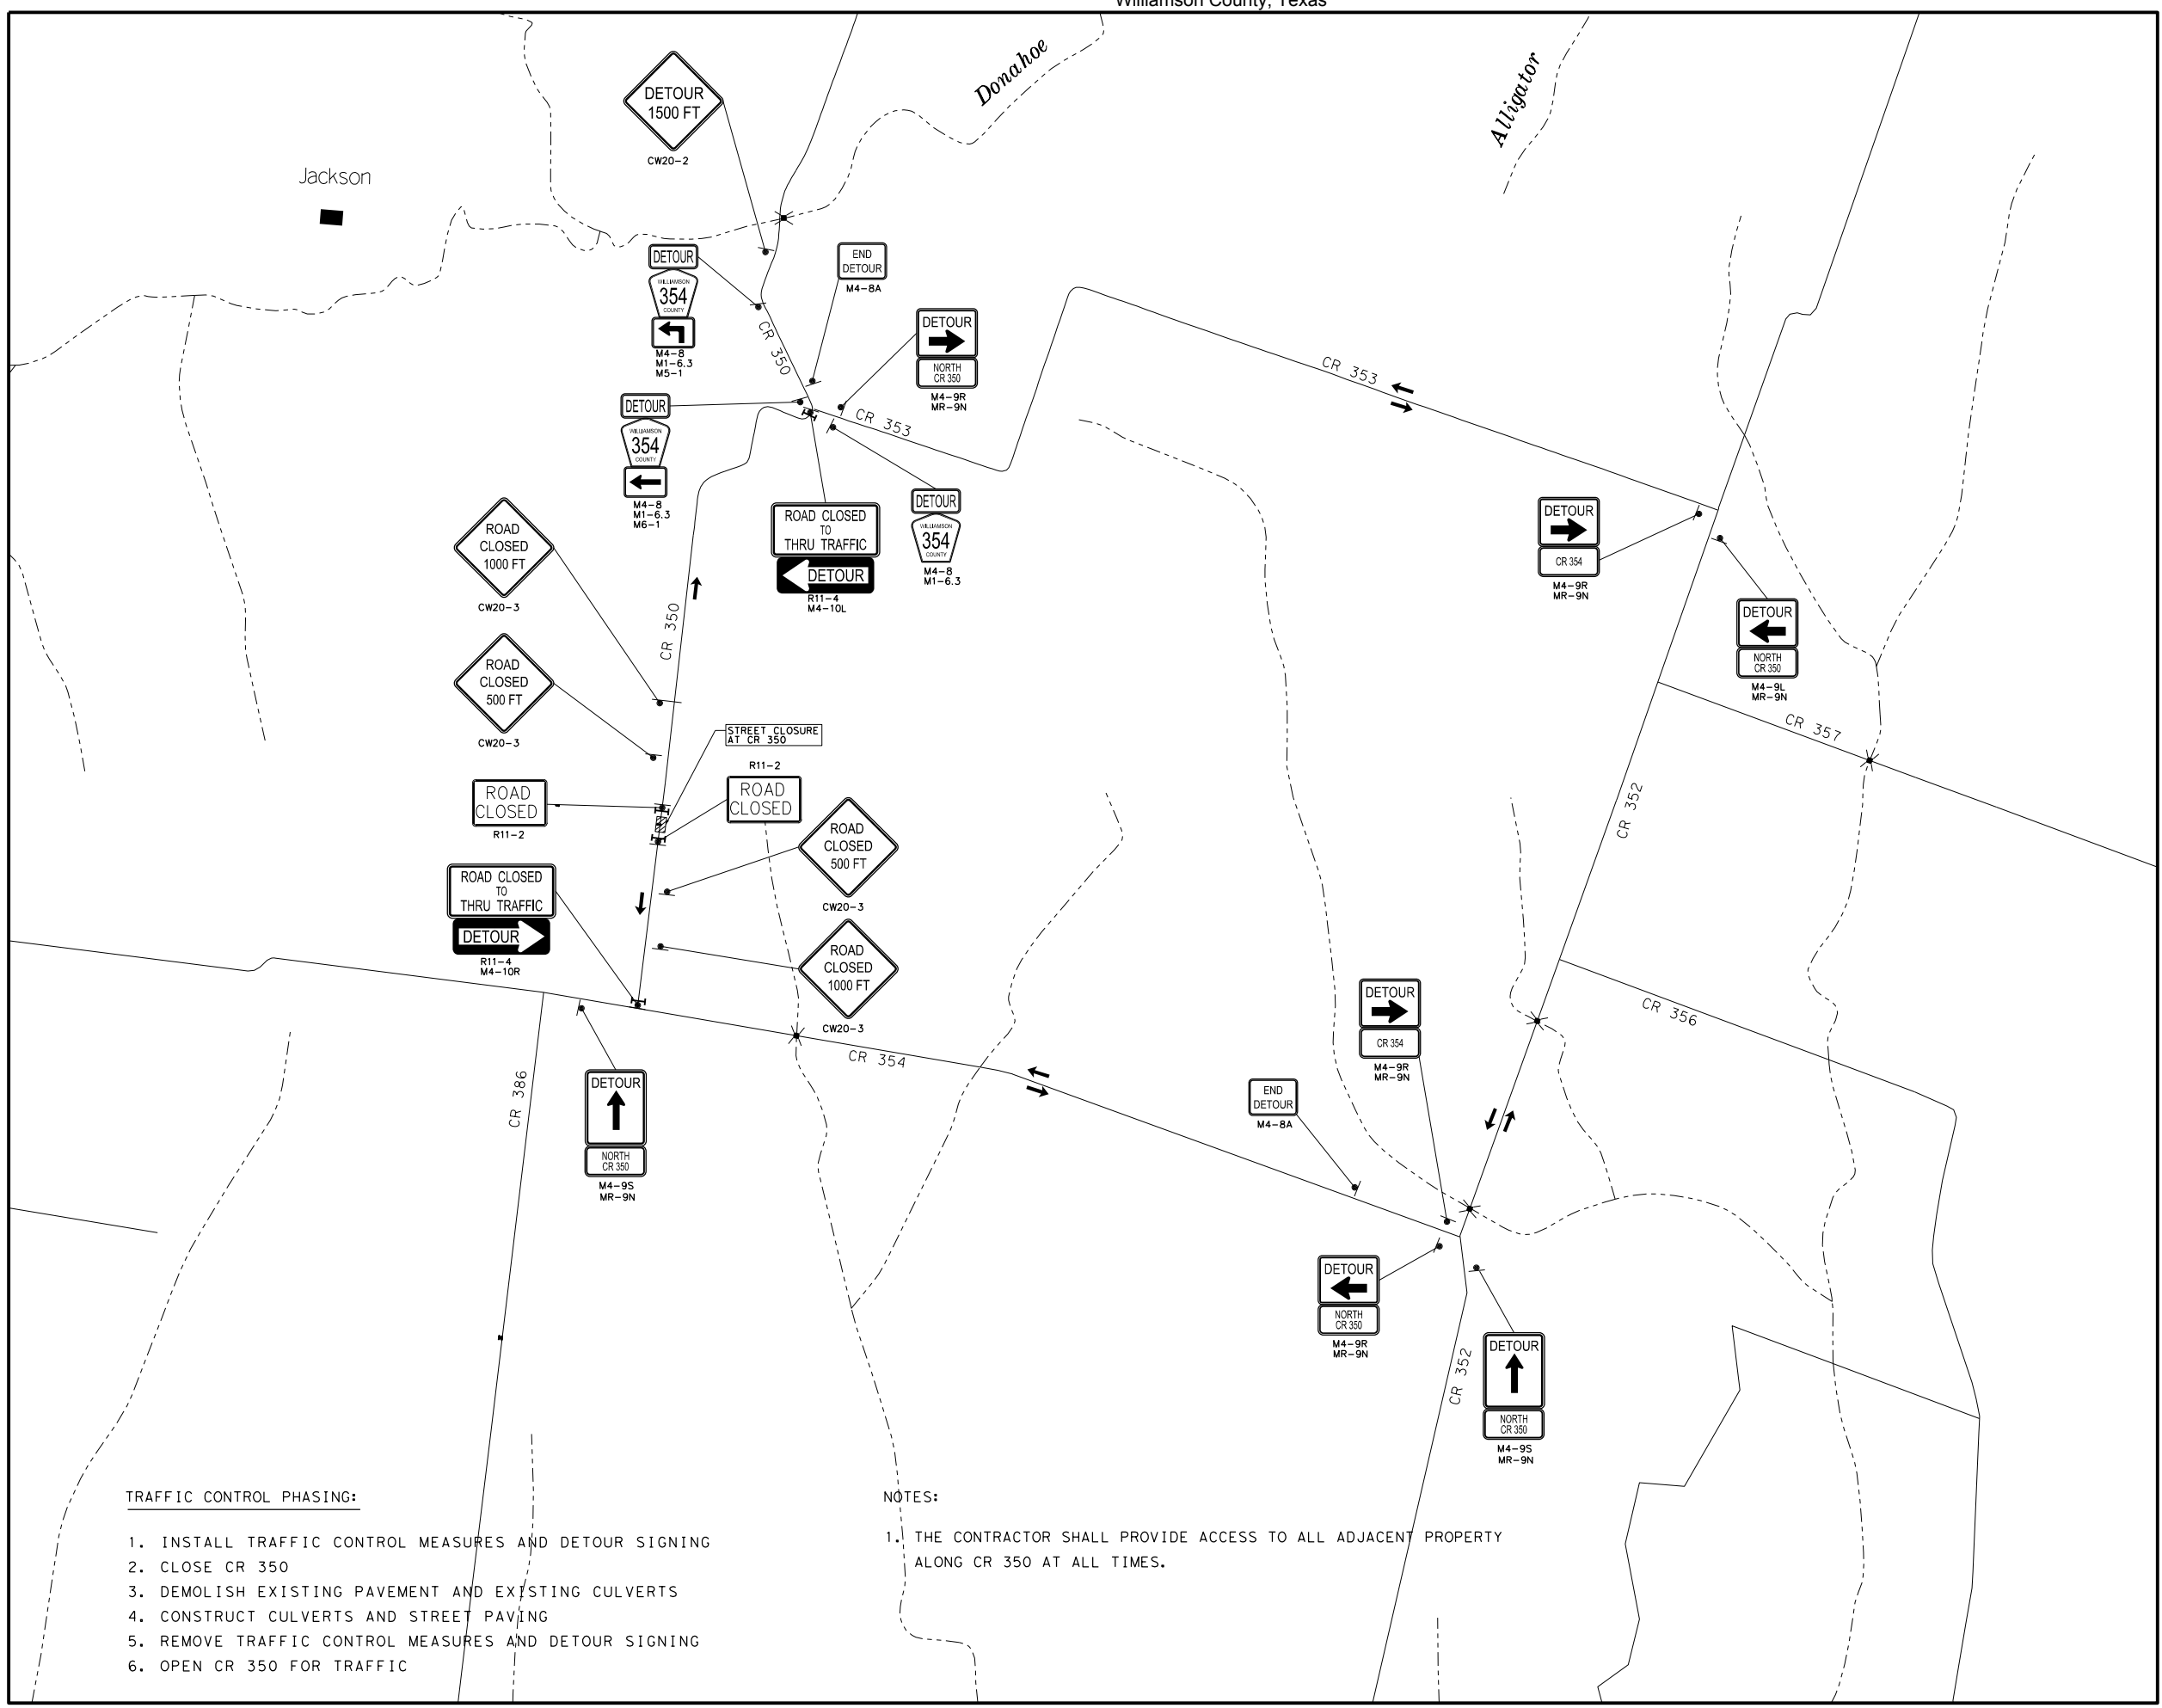 Williamson County, Texas
Donahoe
Alligator
DETOUR
1500 FT
CW20-2
Jackson
DETOUR
WILLIAMSON
354
COUNTY
M4-8
M1-6.3
M5-1
END
DETOUR
M4-8A
CR 350
DETOUR
NORTH
CR 350
M4-9R
MR-9N
CR 353
DETOUR
WILLIAMSON
354
COUNTY
M4-8
M1-6.3
M6-1
CR 353
ROAD CLOSED
TO
THRU TRAFFIC
DETOUR
R11-4
M4-10L
DETOUR
WILLIAMSON
354
COUNTY
M4-8
M1-6.3
DETOUR
CR 354
M4-9R
MR-9N
DETOUR
NORTH
CR 350
M4-9L
MR-9N
ROAD
CLOSED
1000 FT
CW20-3
CR 350
ROAD
CLOSED
500 FT
CW20-3
STREET CLOSURE
AT CR 350
CR 357
ROAD
CLOSED
R11-2
R11-2
ROAD
CLOSED
CR 352
ROAD
CLOSED
500 FT
CW20-3
ROAD CLOSED
TO
THRU TRAFFIC
DETOUR
R11-4
M4-10R
ROAD
CLOSED
1000 FT
CW20-3
CR 356
CR 354
DETOUR
CR 354
M4-9R
MR-9N
CR 386
DETOUR
NORTH
CR 350
M4-9S
MR-9N
END
DETOUR
M4-8A
DETOUR
NORTH
CR 350
M4-9R
MR-9N
CR 352
DETOUR
NORTH
CR 350
M4-9S
MR-9N
TRAFFIC CONTROL PHASING:
1. INSTALL TRAFFIC CONTROL MEASURES AND DETOUR SIGNING
2. CLOSE CR 350
3. DEMOLISH EXISTING PAVEMENT AND EXISTING CULVERTS
4. CONSTRUCT CULVERTS AND STREET PAVING
5. REMOVE TRAFFIC CONTROL MEASURES AND DETOUR SIGNING
6. OPEN CR 350 FOR TRAFFIC
NOTES:
1. THE CONTRACTOR SHALL PROVIDE ACCESS TO ALL ADJACENT PROPERTY
ALONG CR 350 AT ALL TIMES.